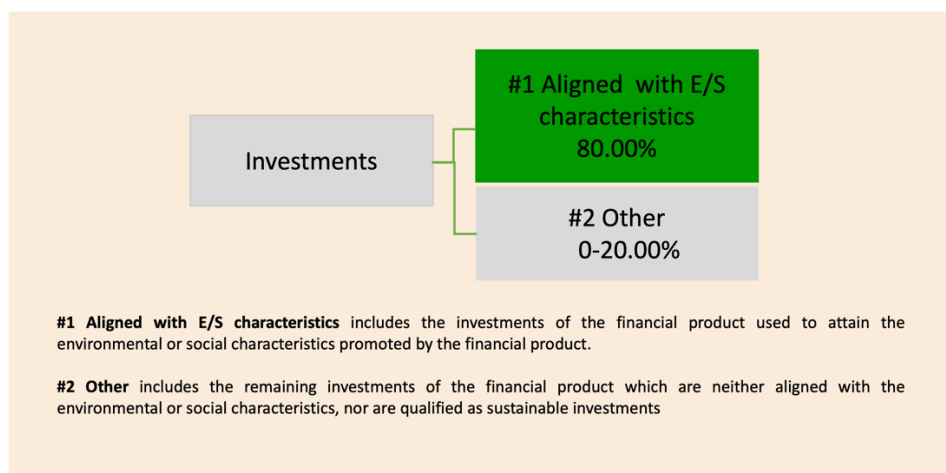 #1 Aligned with E/S
characteristics
80.00%
Investments
#2 Other
0-20.00%
#1 Aligned with E/S characteristics includes the investments of the financial product used to attain the
environmental or social characteristics promoted by the financial product.
#2 Other includes the remaining investments of the financial product which are neither aligned with the
environmental or social characteristics, nor are qualified as sustainable investments